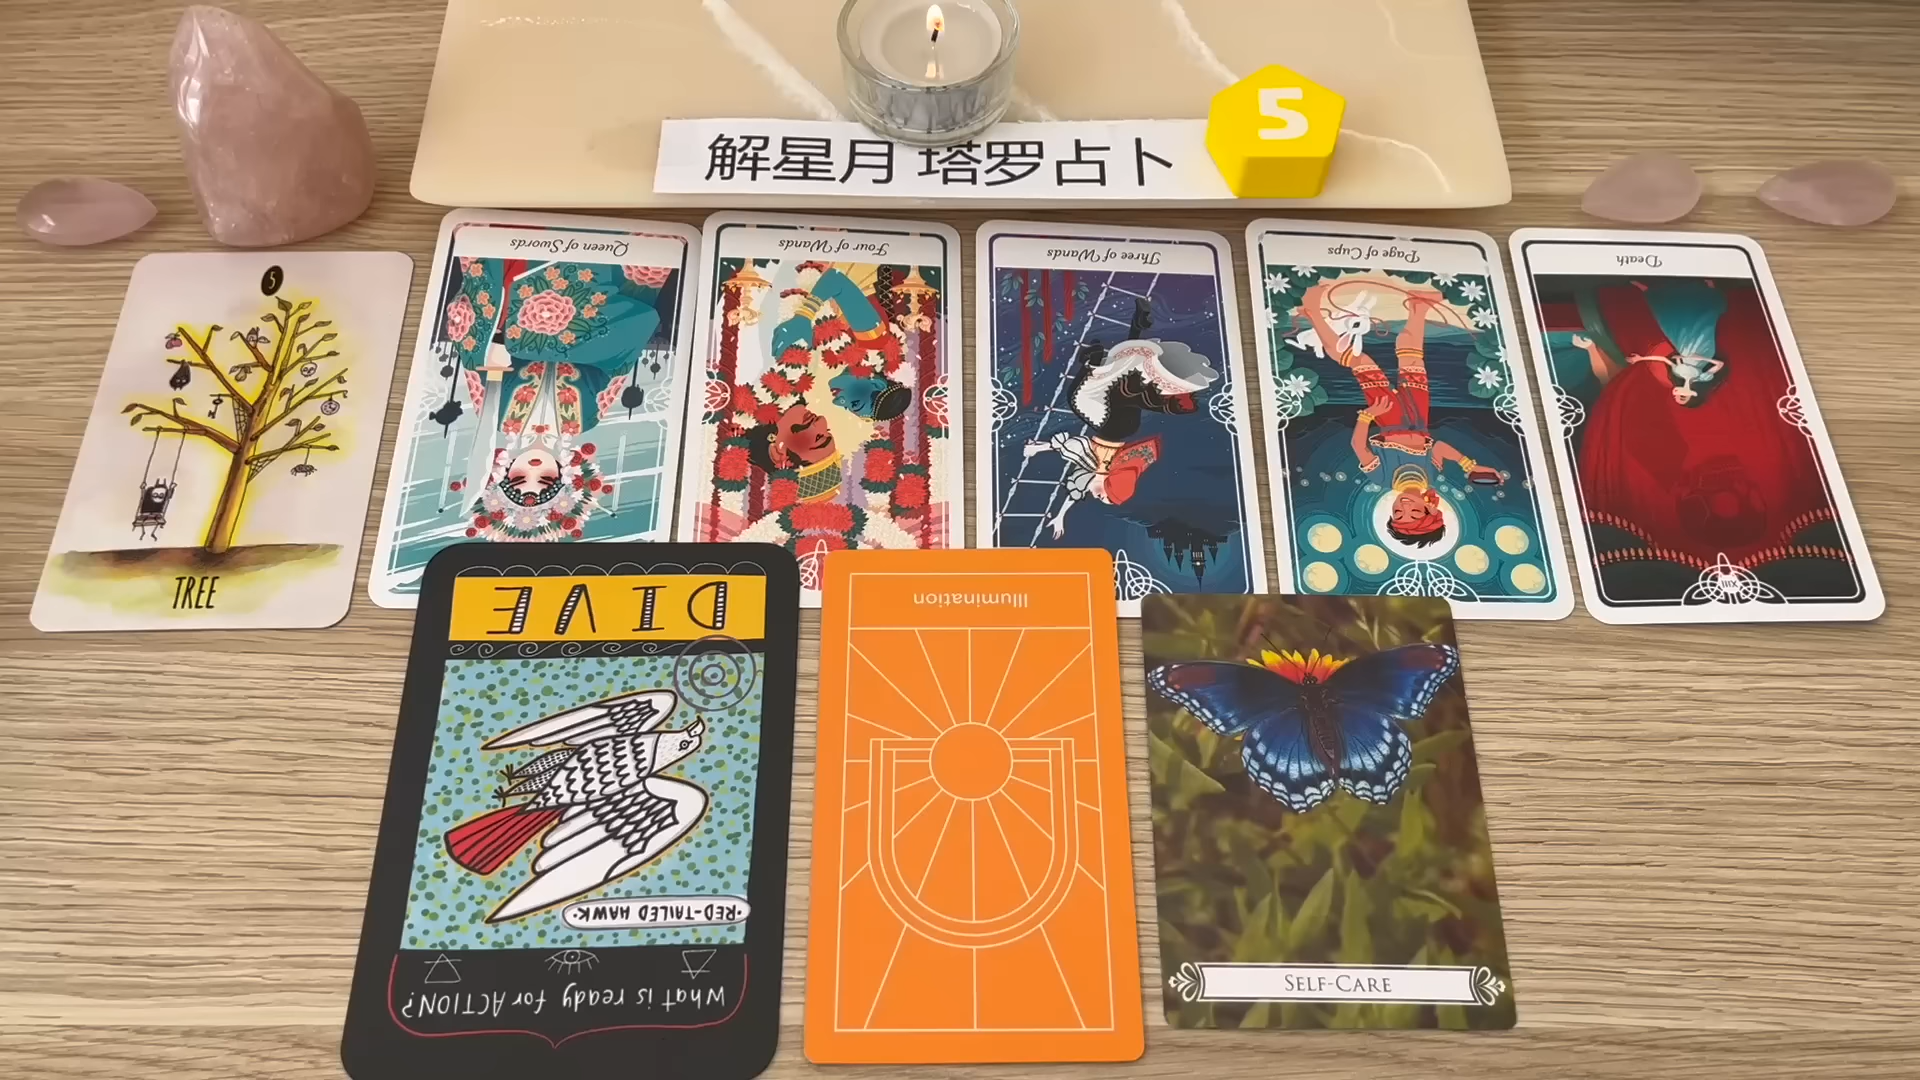 5
解星月 塔罗占卜
5
TREE
Queen of Swords
Four of Wands
Three of Wands
Page of Cups
Death
XIII
DIVE
•RED-TAILED HAWK•
What is ready for ACTION?
Illumination
SELF-CARE